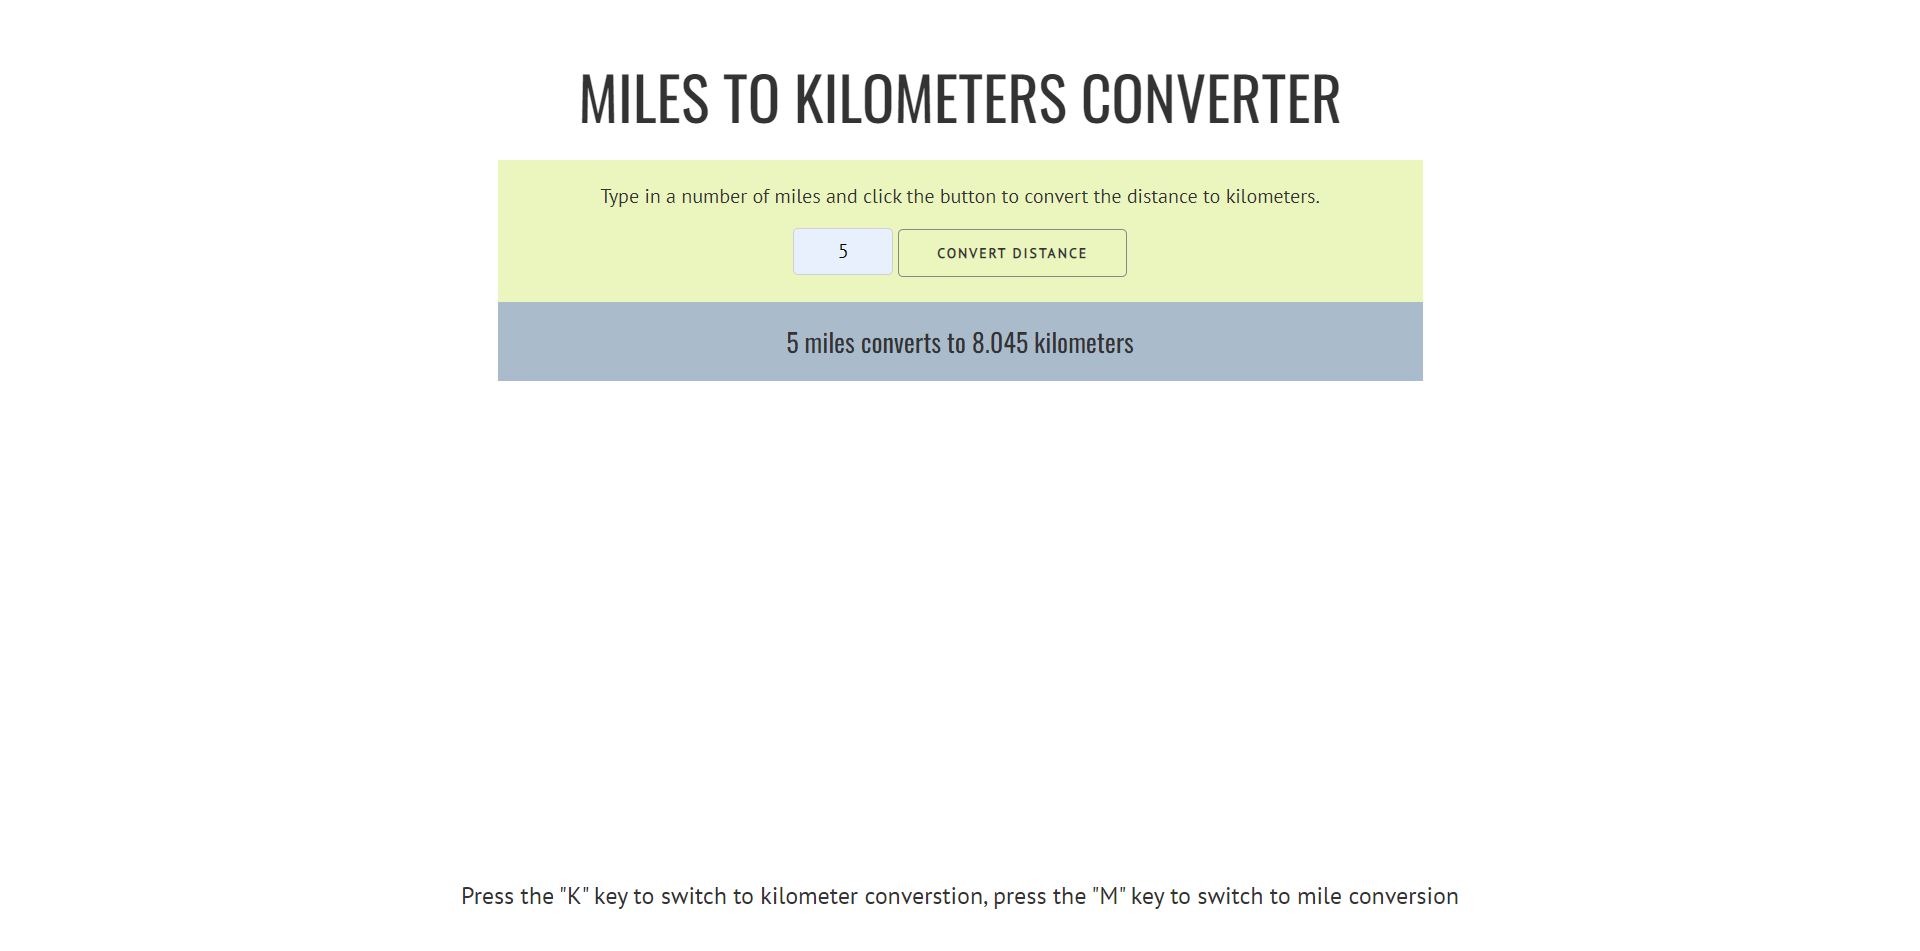 MILES TO KILOMETERS CONVERTER
Type in a number of miles and click the button to convert the distance to kilometers.
5 CONVERT DISTANCE
5 miles converts to 8.045 kilometers
Press the "K" key to switch to kilometer converstion, press the "M" key to switch to mile conversion